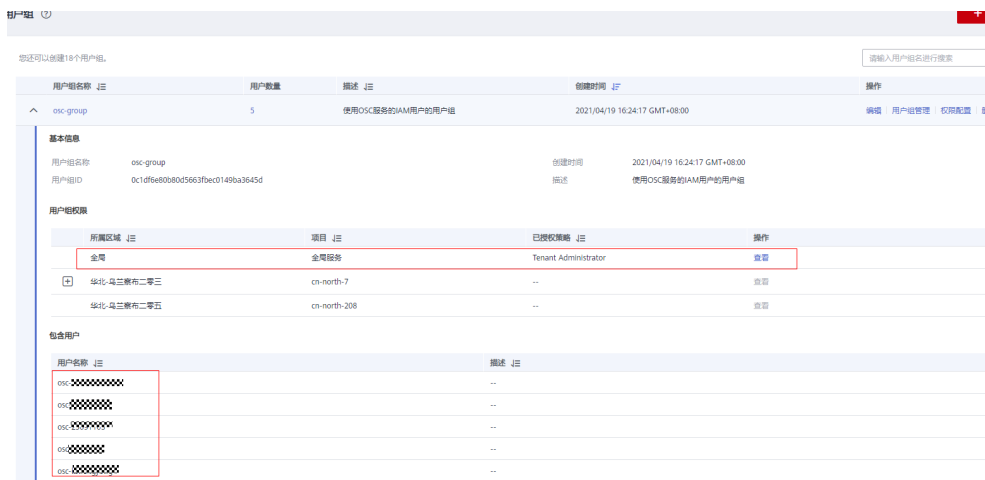 用户组
+
您还可以创建18个用户组。
请输入用户组名进行搜索
用户组名称 用户数量 描述 创建时间 操作
osc-group 5 使用OSC服务的IAM用户的用户组 2021/04/19 16:24:17 GMT+08:00 编辑 用户组管理 权限配置
基本信息
用户组名称 osc-group 创建时间 2021/04/19 16:24:17 GMT+08:00
用户组ID 0c1df6e80b80d5663fbec0149ba3645d 描述 使用OSC服务的IAM用户的用户组
用户组权限
所属区域 项目 已授权策略 操作
全局 全局服务 Tenant Administrator 查看
华北-乌兰察布二零三 cn-north-7 -- 查看
华北-乌兰察布二零五 cn-north-208 -- 查看
包含用户
用户名称 描述
osc- --
osc --
osc- --
osc --
osc- --